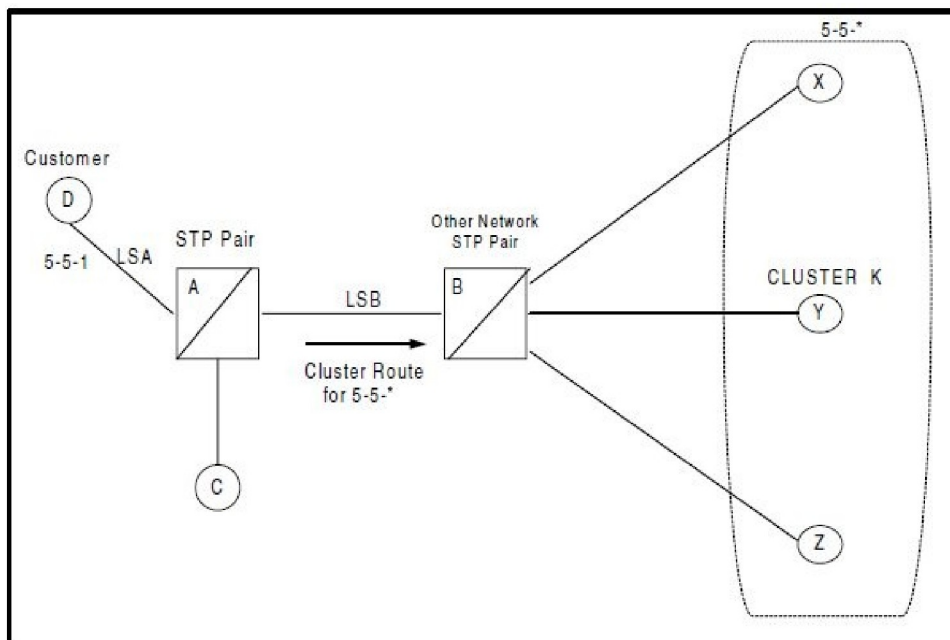 5-5-*
X
Customer
D
5-5-1
LSA
STP Pair
A
LSB
Other Network
STP Pair
B
Cluster Route
for 5-5-*
CLUSTER K
Y
C
Z